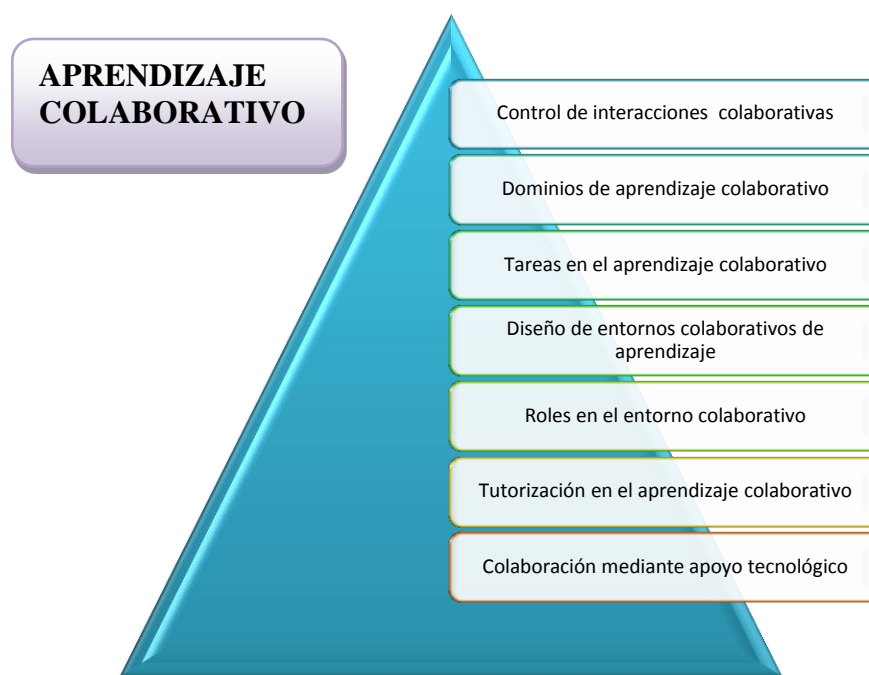 APRENDIZAJE
COLABORATIVO
Control de interacciones colaborativas
Dominios de aprendizaje colaborativo
Tareas en el aprendizaje colaborativo
Diseño de entornos colaborativos de
aprendizaje
Roles en el entorno colaborativo
Tutorización en el aprendizaje colaborativo
Colaboración mediante apoyo tecnológico